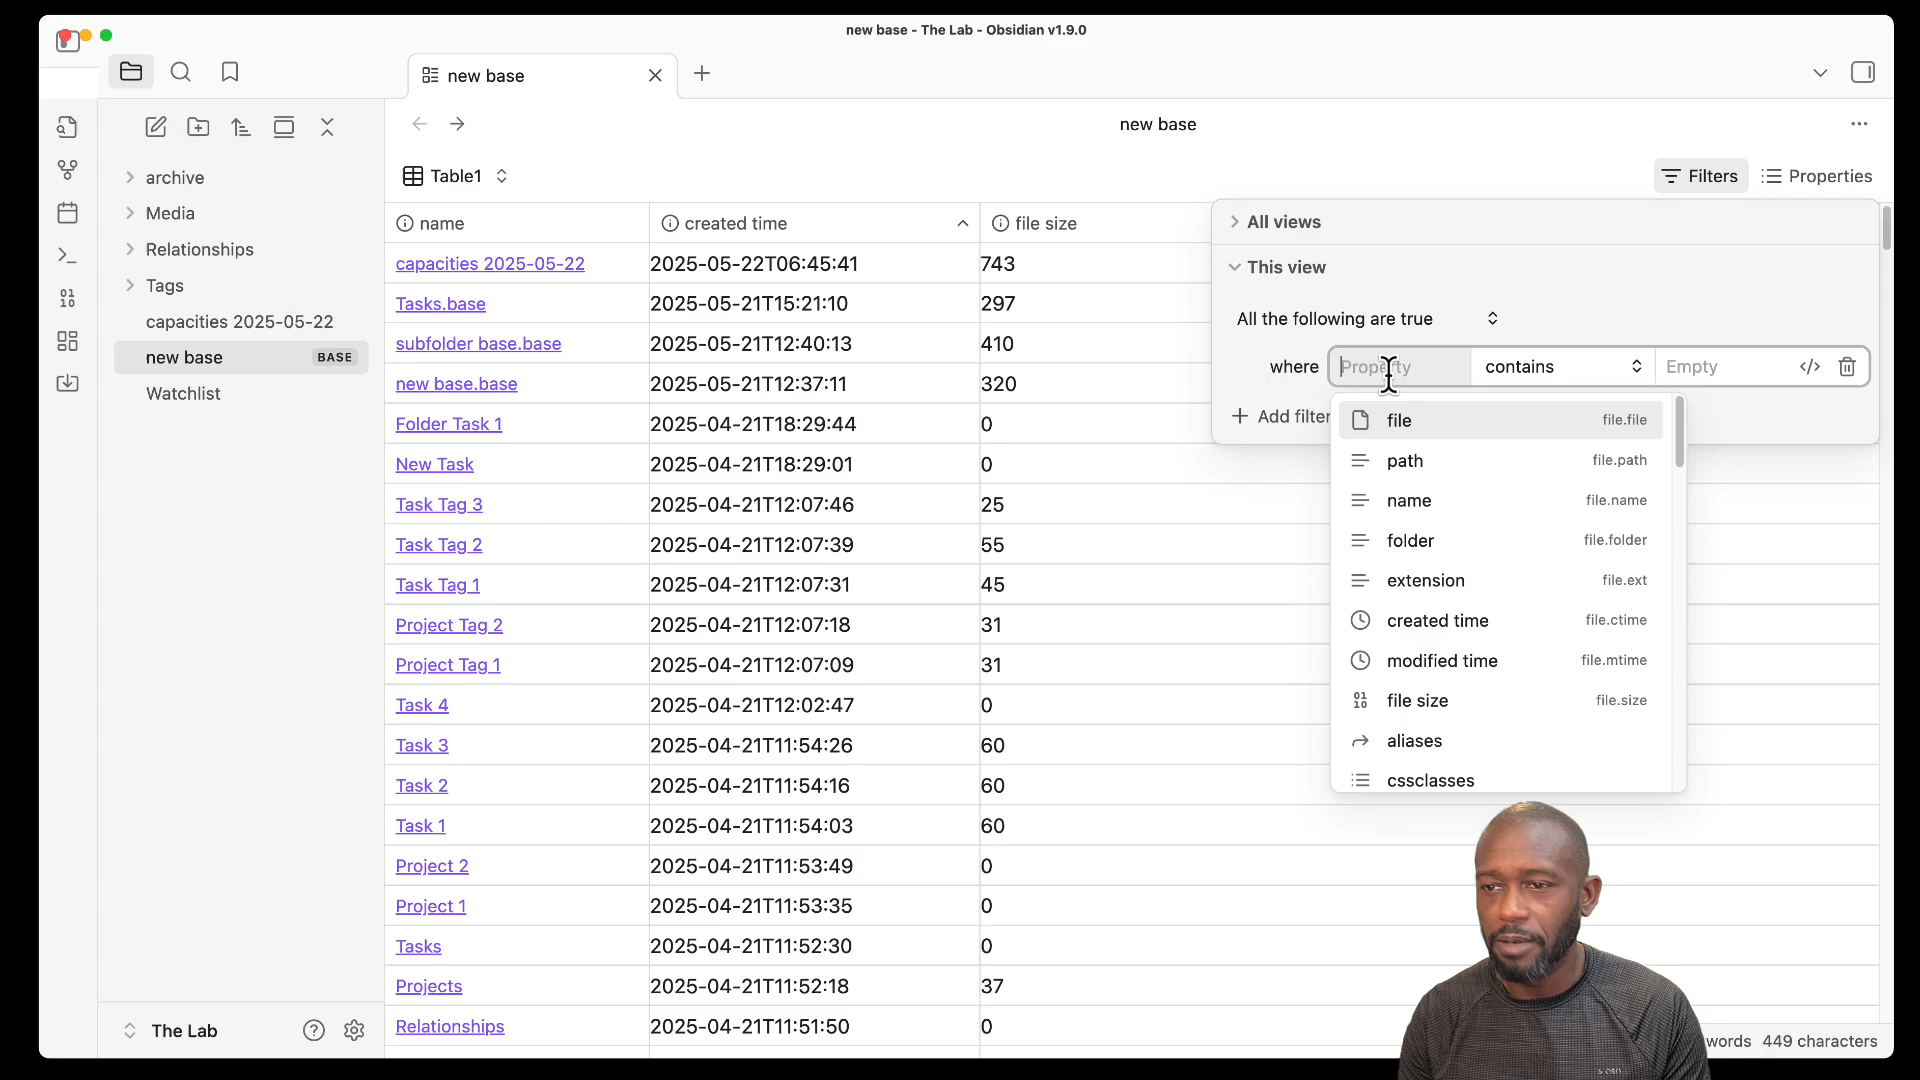 new base - The Lab - Obsidian v1.9.0
new base
new base
archive
Media
Relationships
Tags
capacities 2025-05-22
new base BASE
Watchlist
The Lab
Table1
Filters
Properties
name created time file size
capacities 2025-05-22 2025-05-22T06:45:41 743
Tasks.base 2025-05-21T15:21:10 297
subfolder base.base 2025-05-21T12:40:13 410
new base.base 2025-05-21T12:37:11 320
Folder Task 1 2025-04-21T18:29:44 0
New Task 2025-04-21T18:29:01 0
Task Tag 3 2025-04-21T12:07:46 25
Task Tag 2 2025-04-21T12:07:39 55
Task Tag 1 2025-04-21T12:07:31 45
Project Tag 2 2025-04-21T12:07:18 31
Project Tag 1 2025-04-21T12:07:09 31
Task 4 2025-04-21T12:02:47 0
Task 3 2025-04-21T11:54:26 60
Task 2 2025-04-21T11:54:16 60
Task 1 2025-04-21T11:54:03 60
Project 2 2025-04-21T11:53:49 0
Project 1 2025-04-21T11:53:35 0
Tasks 2025-04-21T11:52:30 0
Projects 2025-04-21T11:52:18 37
Relationships 2025-04-21T11:51:50 0
All views
This view
All the following are true
where Property contains Empty </>
+ Add filter
file file.file
path file.path
name file.name
folder file.folder
extension file.ext
created time file.ctime
modified time file.mtime
file size file.size
aliases
cssclasses
words 449 characters